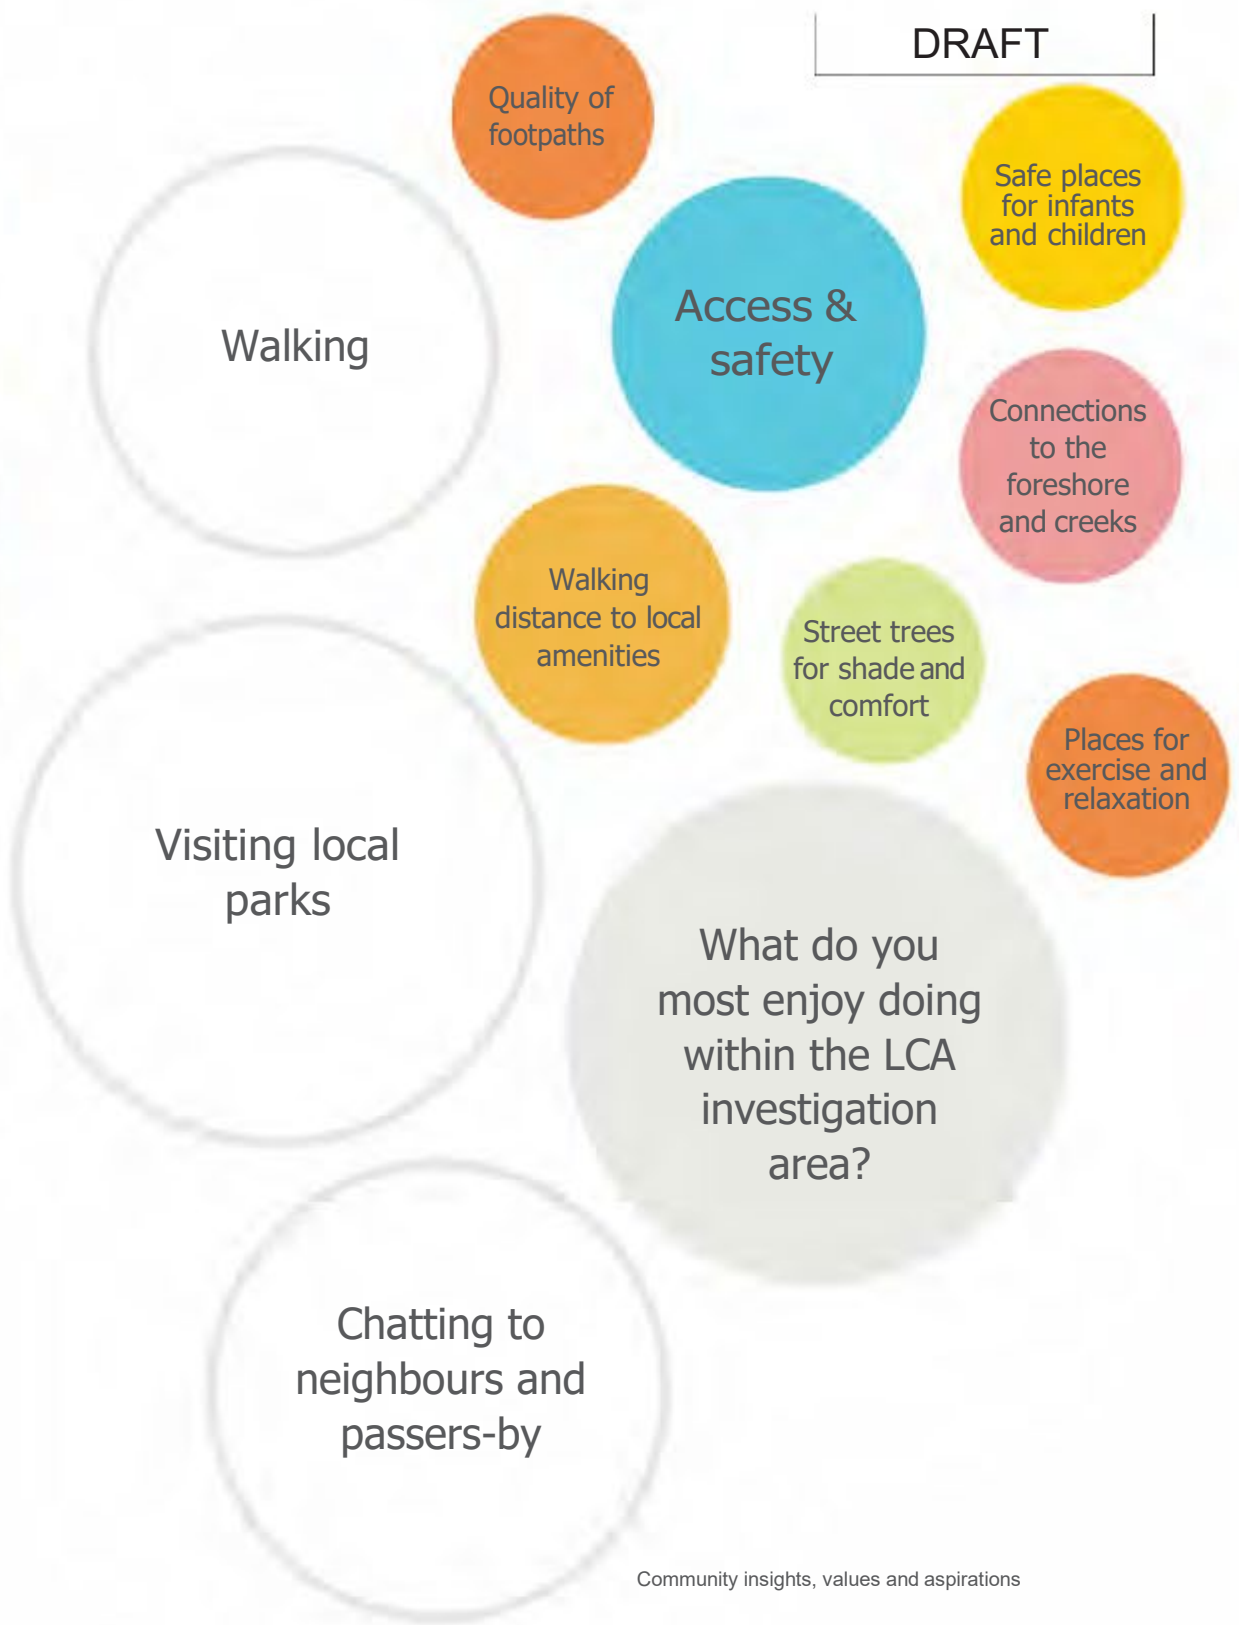 DRAFT
Quality of
footpaths
Safe places
for infants
and children
Access &
safety
Walking
Connections
to the
foreshore
and creeks
Walking
distance to local
amenities
Street trees
for shade and
comfort
Places for
exercise and
relaxation
Visiting local
parks
What do you
most enjoy doing
within the LCA
investigation
area?
Chatting to
neighbours and
passers-by
Community insights, values and aspirations